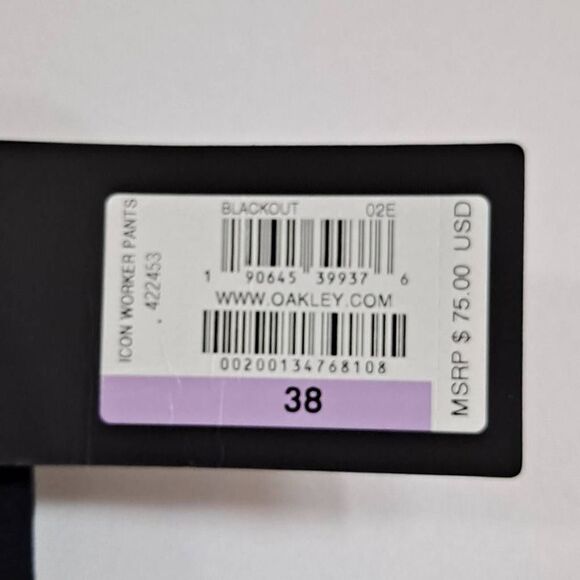 BLACKOUT 02E
1 90645 39937 6
WWW.OAKLEY.COM
00200134768108
38
ICON WORKER PANTS
. 422453
MSRP $ 75.00 USD